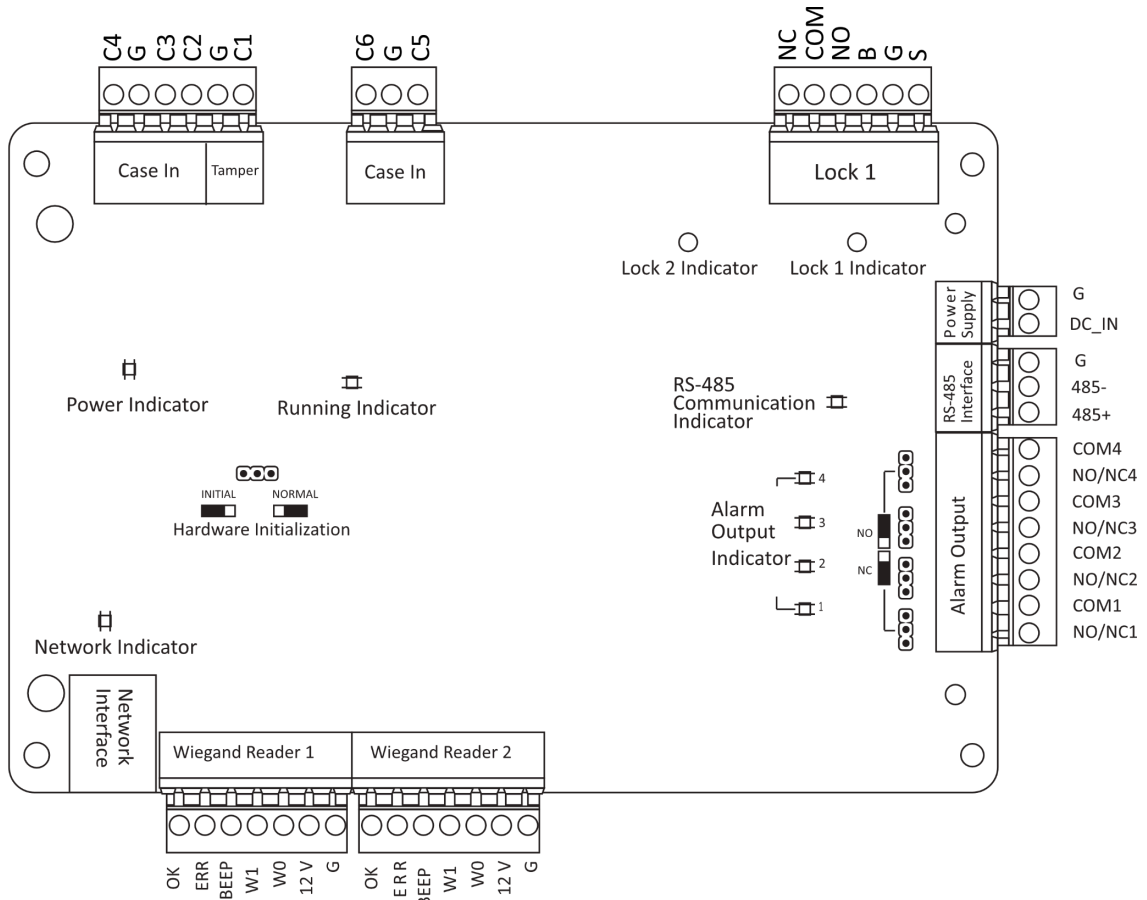 C4 G C3 C2 G C1
C6 G C5
NC COM NO B G S
Case In
Tamper
Case In
Lock 1
Lock 2 Indicator
Lock 1 Indicator
Power
Supply
G
DC_IN
RS-485
Interface
G
485-
485+
Power Indicator
Running Indicator
RS-485
Communication
Indicator
INITIAL
NORMAL
Hardware Initialization
Alarm
Output
Indicator
4
3
2
1
NO
NC
Alarm Output
COM4
NO/NC4
COM3
NO/NC3
COM2
NO/NC2
COM1
NO/NC1
Network Indicator
Network
Interface
Wiegand Reader 1
Wiegand Reader 2
OK ERR BEEP W1 W0 12 V G
OK E R R BEEP W1 W0 12 V G